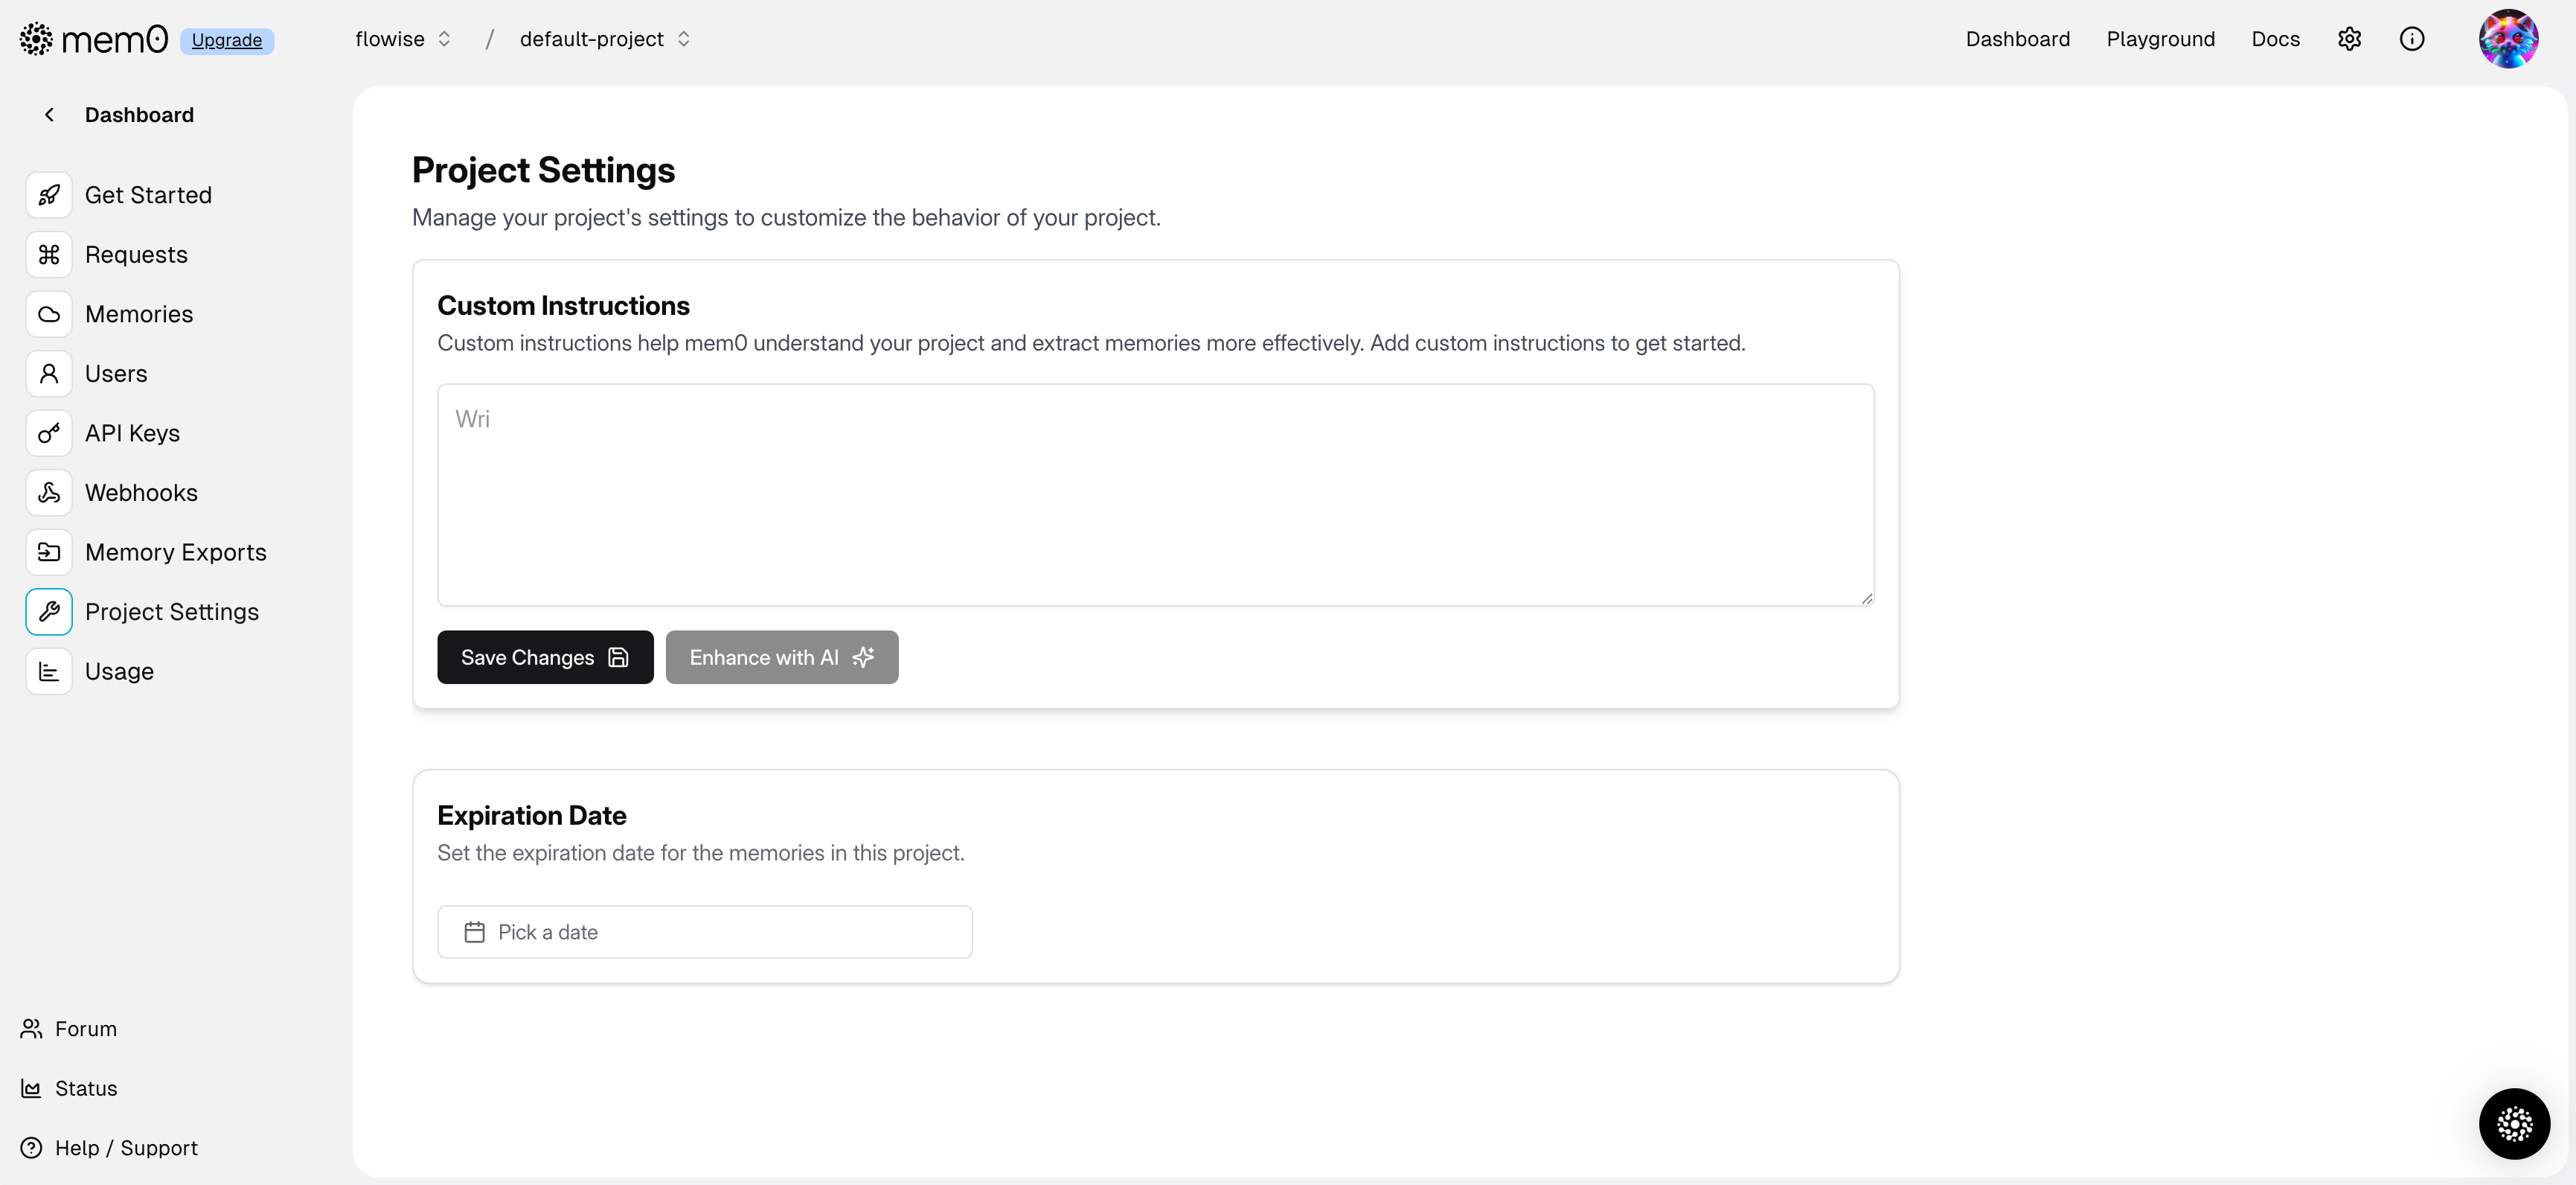 mem0 Upgrade flowise / default-project Dashboard Playground Docs
Dashboard
Get Started
Requests
Memories
Users
API Keys
Webhooks
Memory Exports
Project Settings
Usage
Forum
Status
Help / Support
Project Settings
Manage your project's settings to customize the behavior of your project.
Custom Instructions
Custom instructions help mem0 understand your project and extract memories more effectively. Add custom instructions to get started.
Wri
Save Changes Enhance with AI
Expiration Date
Set the expiration date for the memories in this project.
Pick a date